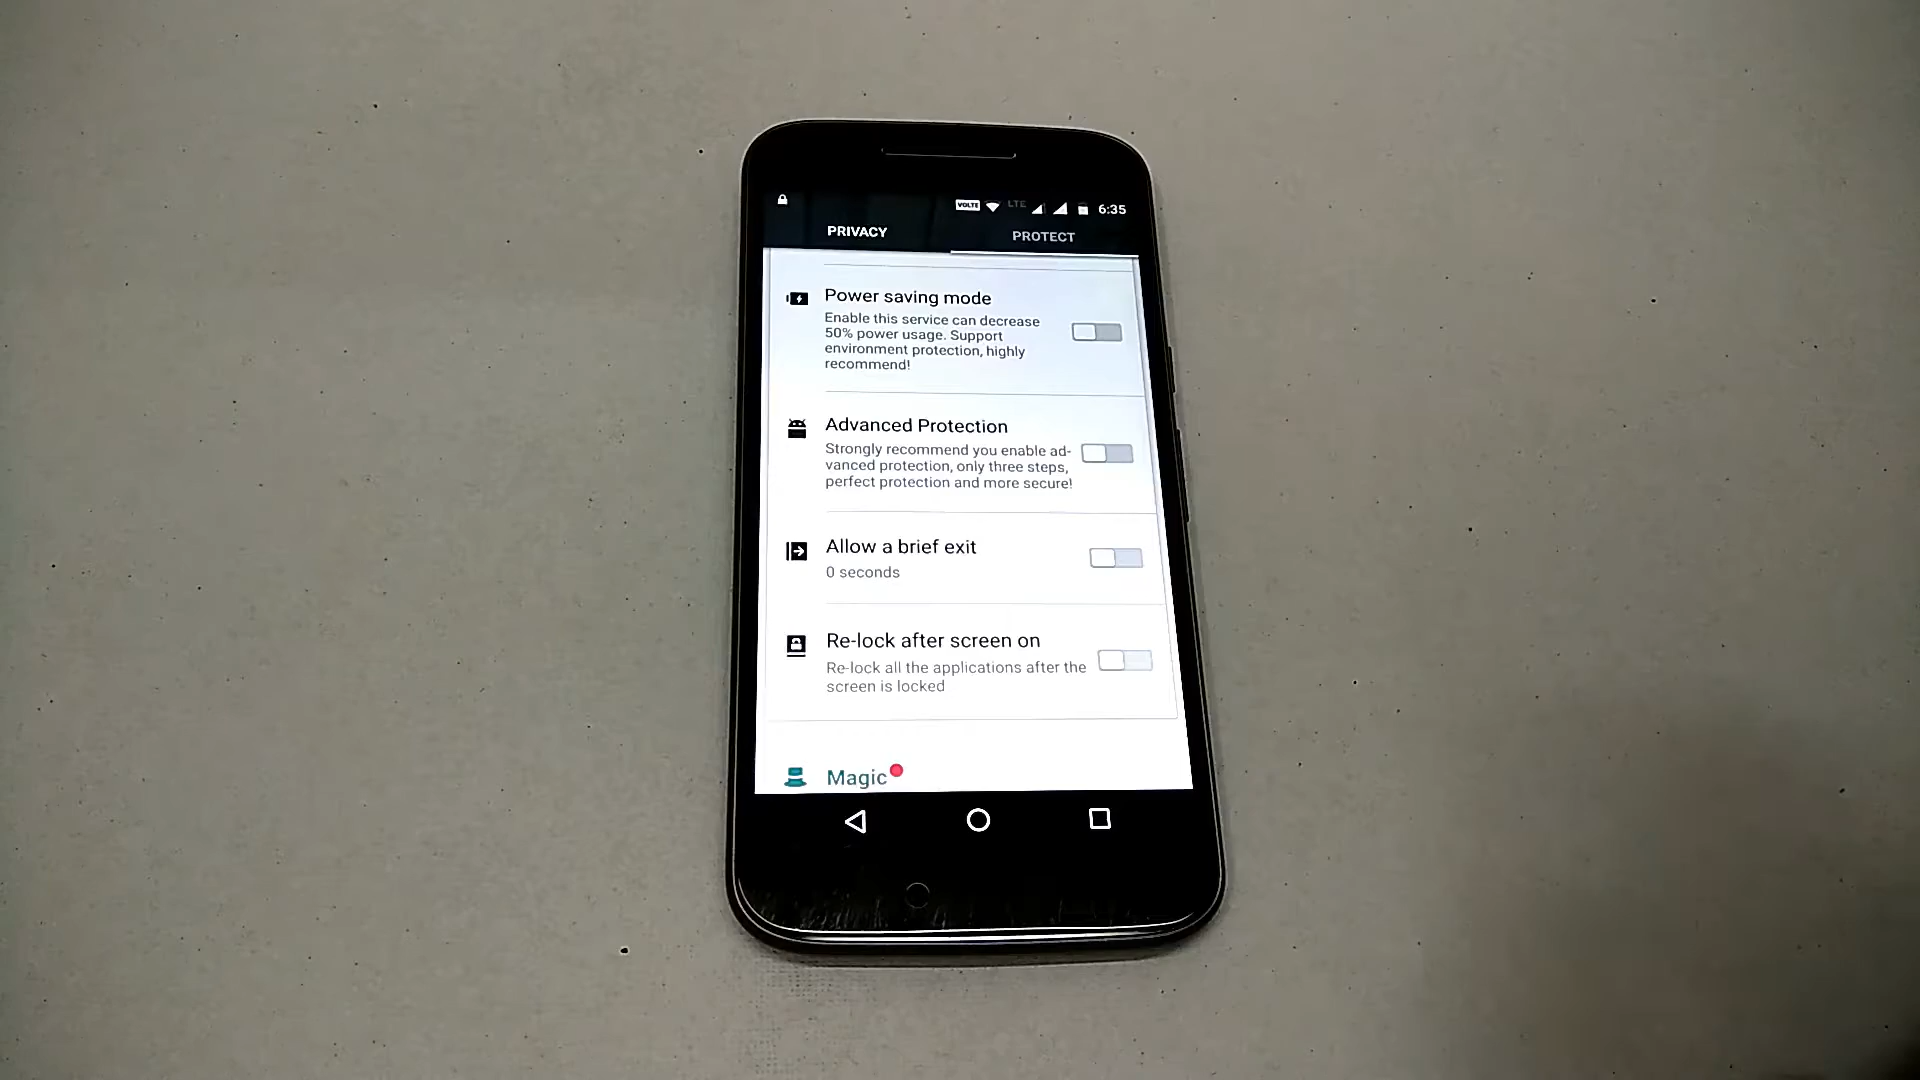 VOLTE LTE 6:35
PRIVACY PROTECT
Power saving mode
Enable this service can decrease
50% power usage. Support
environment protection, highly
recommend!
Advanced Protection
Strongly recommend you enable ad-
vanced protection, only three steps,
perfect protection and more secure!
Allow a brief exit
0 seconds
Re-lock after screen on
Re-lock all the applications after the
screen is locked
Magic